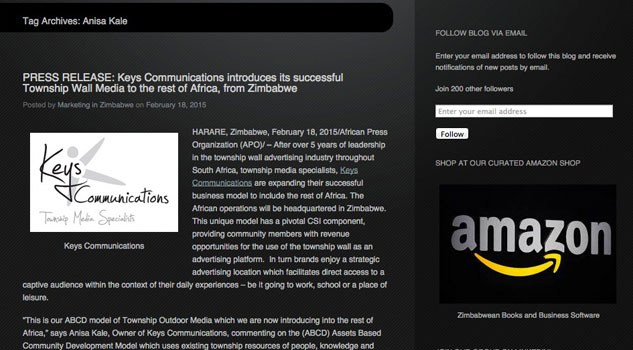 Tag Archives: Anisa Kale
PRESS RELEASE: Keys Communications introduces its successful
Township Wall Media to the rest of Africa, from Zimbabwe
Posted by Marketing in Zimbabwe on February 18, 2015
Keys
Communications
Township Media Specialists
Keys Communications
HARARE, Zimbabwe, February 18, 2015/African Press
Organization (APO)/ – After over 5 years of leadership
in the township wall advertising industry throughout
South Africa, township media specialists, Keys
Communications are expanding their successful
business model to include the rest of Africa. The
African operations will be headquartered in Zimbabwe.
This unique model has a pivotal CSI component,
providing community members with revenue
opportunities for the use of the township wall as an
advertising platform.  In turn brands enjoy a strategic
advertising location which facilitates direct access to a
captive audience within the context of their daily experiences – be it going to work, school or a place of
leisure.
"This is our ABCD model of Township Outdoor Media which we are now introducing into the rest of
Africa," says Anisa Kale, Owner of Keys Communications, commenting on the (ABCD) Assets Based
Community Development Model which uses existing township resources of people, knowledge and
FOLLOW BLOG VIA EMAIL
Enter your email address to follow this blog and receive
notifications of new posts by email.
Join 200 other followers
Enter your email address
Follow
SHOP AT OUR CURATED AMAZON SHOP
amazon
Zimbabwean Books and Business Software